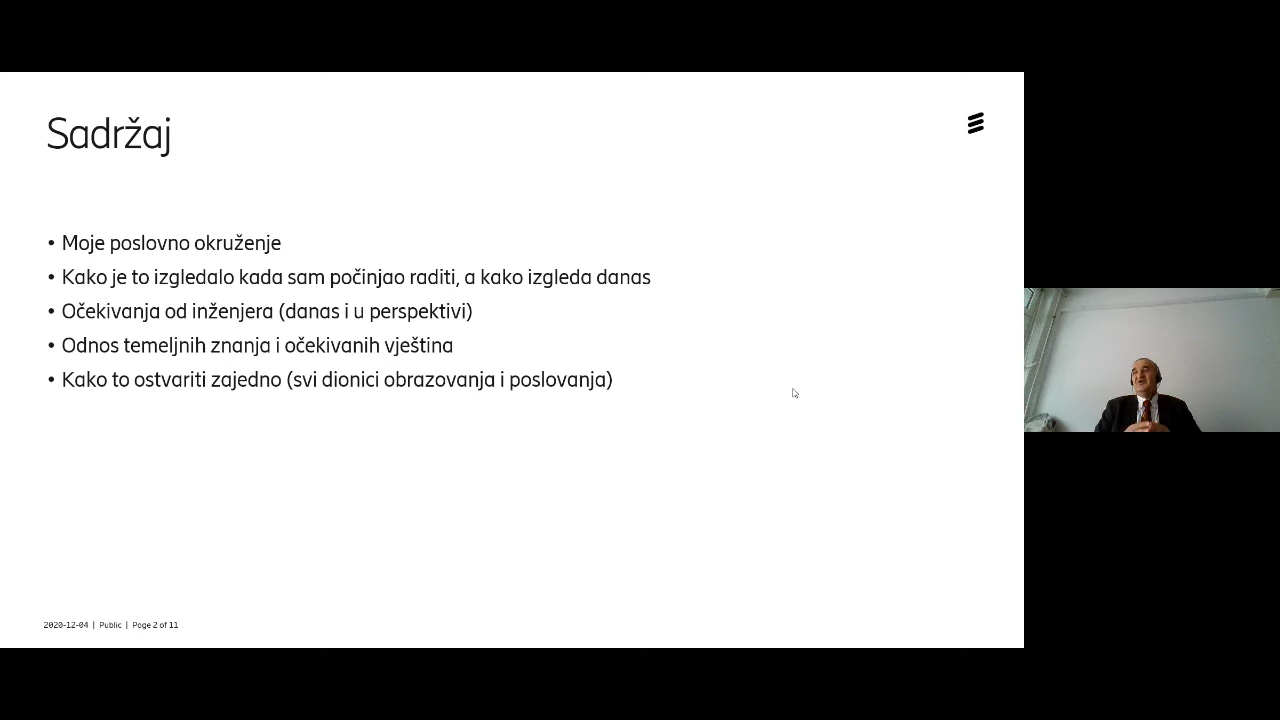 Sadržaj
• Moje poslovno okruženje
• Kako je to izgledalo kada sam počinjao raditi, a kako izgleda danas
• Očekivanja od inženjera (danas i u perspektivi)
• Odnos temeljnih znanja i očekivanih vještina
• Kako to ostvariti zajedno (svi dionici obrazovanja i poslovanja)
2020-12-04 | Public | Page 2 of 11